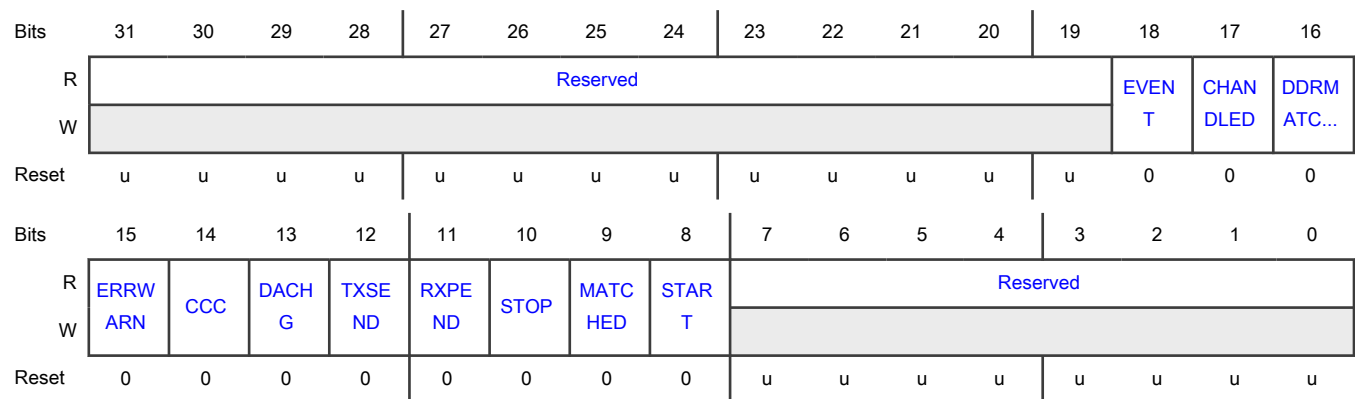 Bits 31 30 29 28 27 26 25 24 23 22 21 20 19 18 17 16
R Reserved EVEN CHAN DDRM
W T DLED ATC...
Reset u u u u u u u u u u u u u 0 0 0
Bits 15 14 13 12 11 10 9 8 7 6 5 4 3 2 1 0
R ERRW CCC DACH TXSE RXPE STOP MATC STAR Reserved
W ARN G ND ND HED T
Reset 0 0 0 0 0 0 0 0 u u u u u u u u